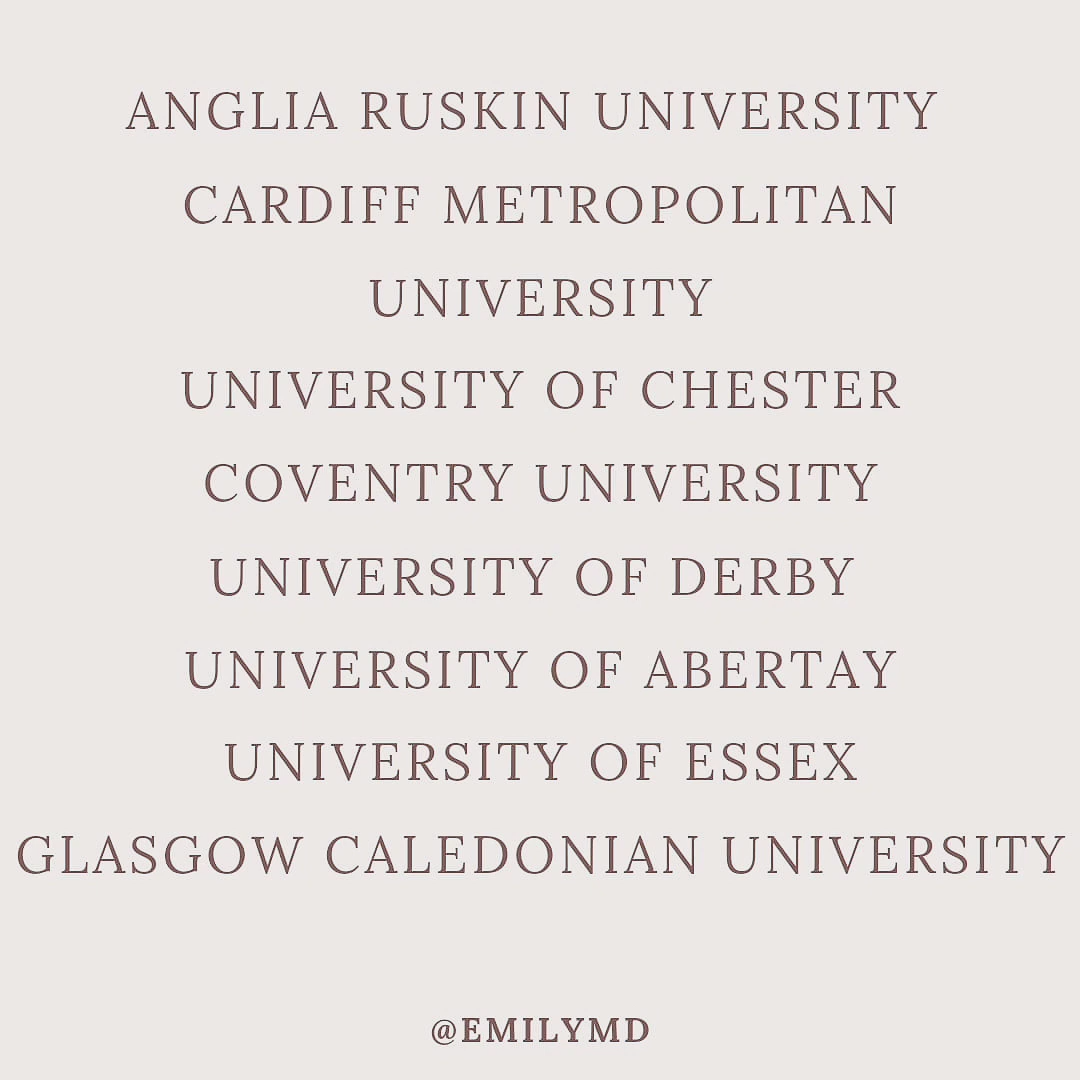 ANGLIA RUSKIN UNIVERSITY
CARDIFF METROPOLITAN
UNIVERSITY
UNIVERSITY OF CHESTER
COVENTRY UNIVERSITY
UNIVERSITY OF DERBY
UNIVERSITY OF ABERTAY
UNIVERSITY OF ESSEX
GLASGOW CALEDONIAN UNIVERSITY
@EMILYMD